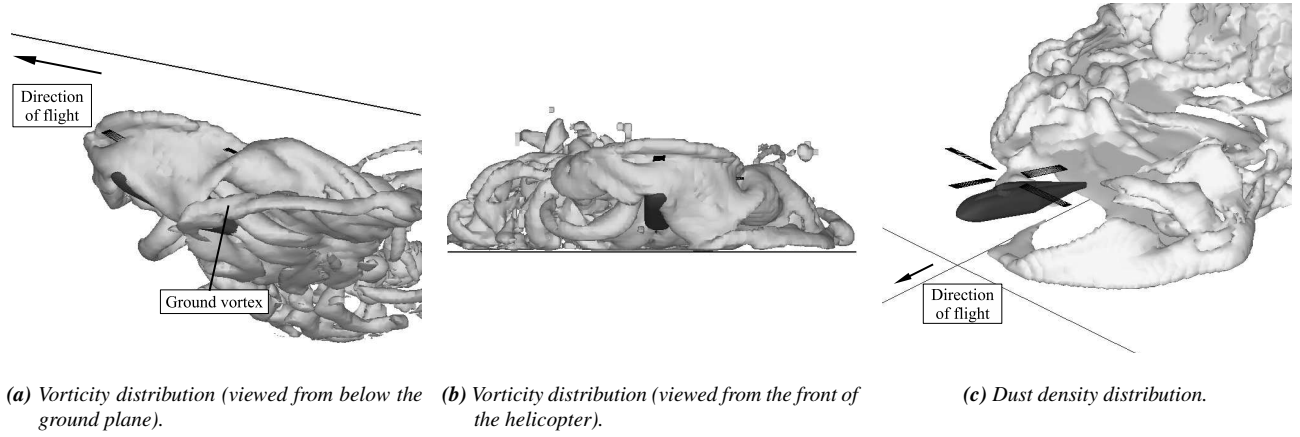 Direction
of flight
Ground vortex
Direction
of flight
(a) Vorticity distribution (viewed from below the
ground plane).
(b) Vorticity distribution (viewed from the front of
the helicopter).
(c) Dust density distribution.